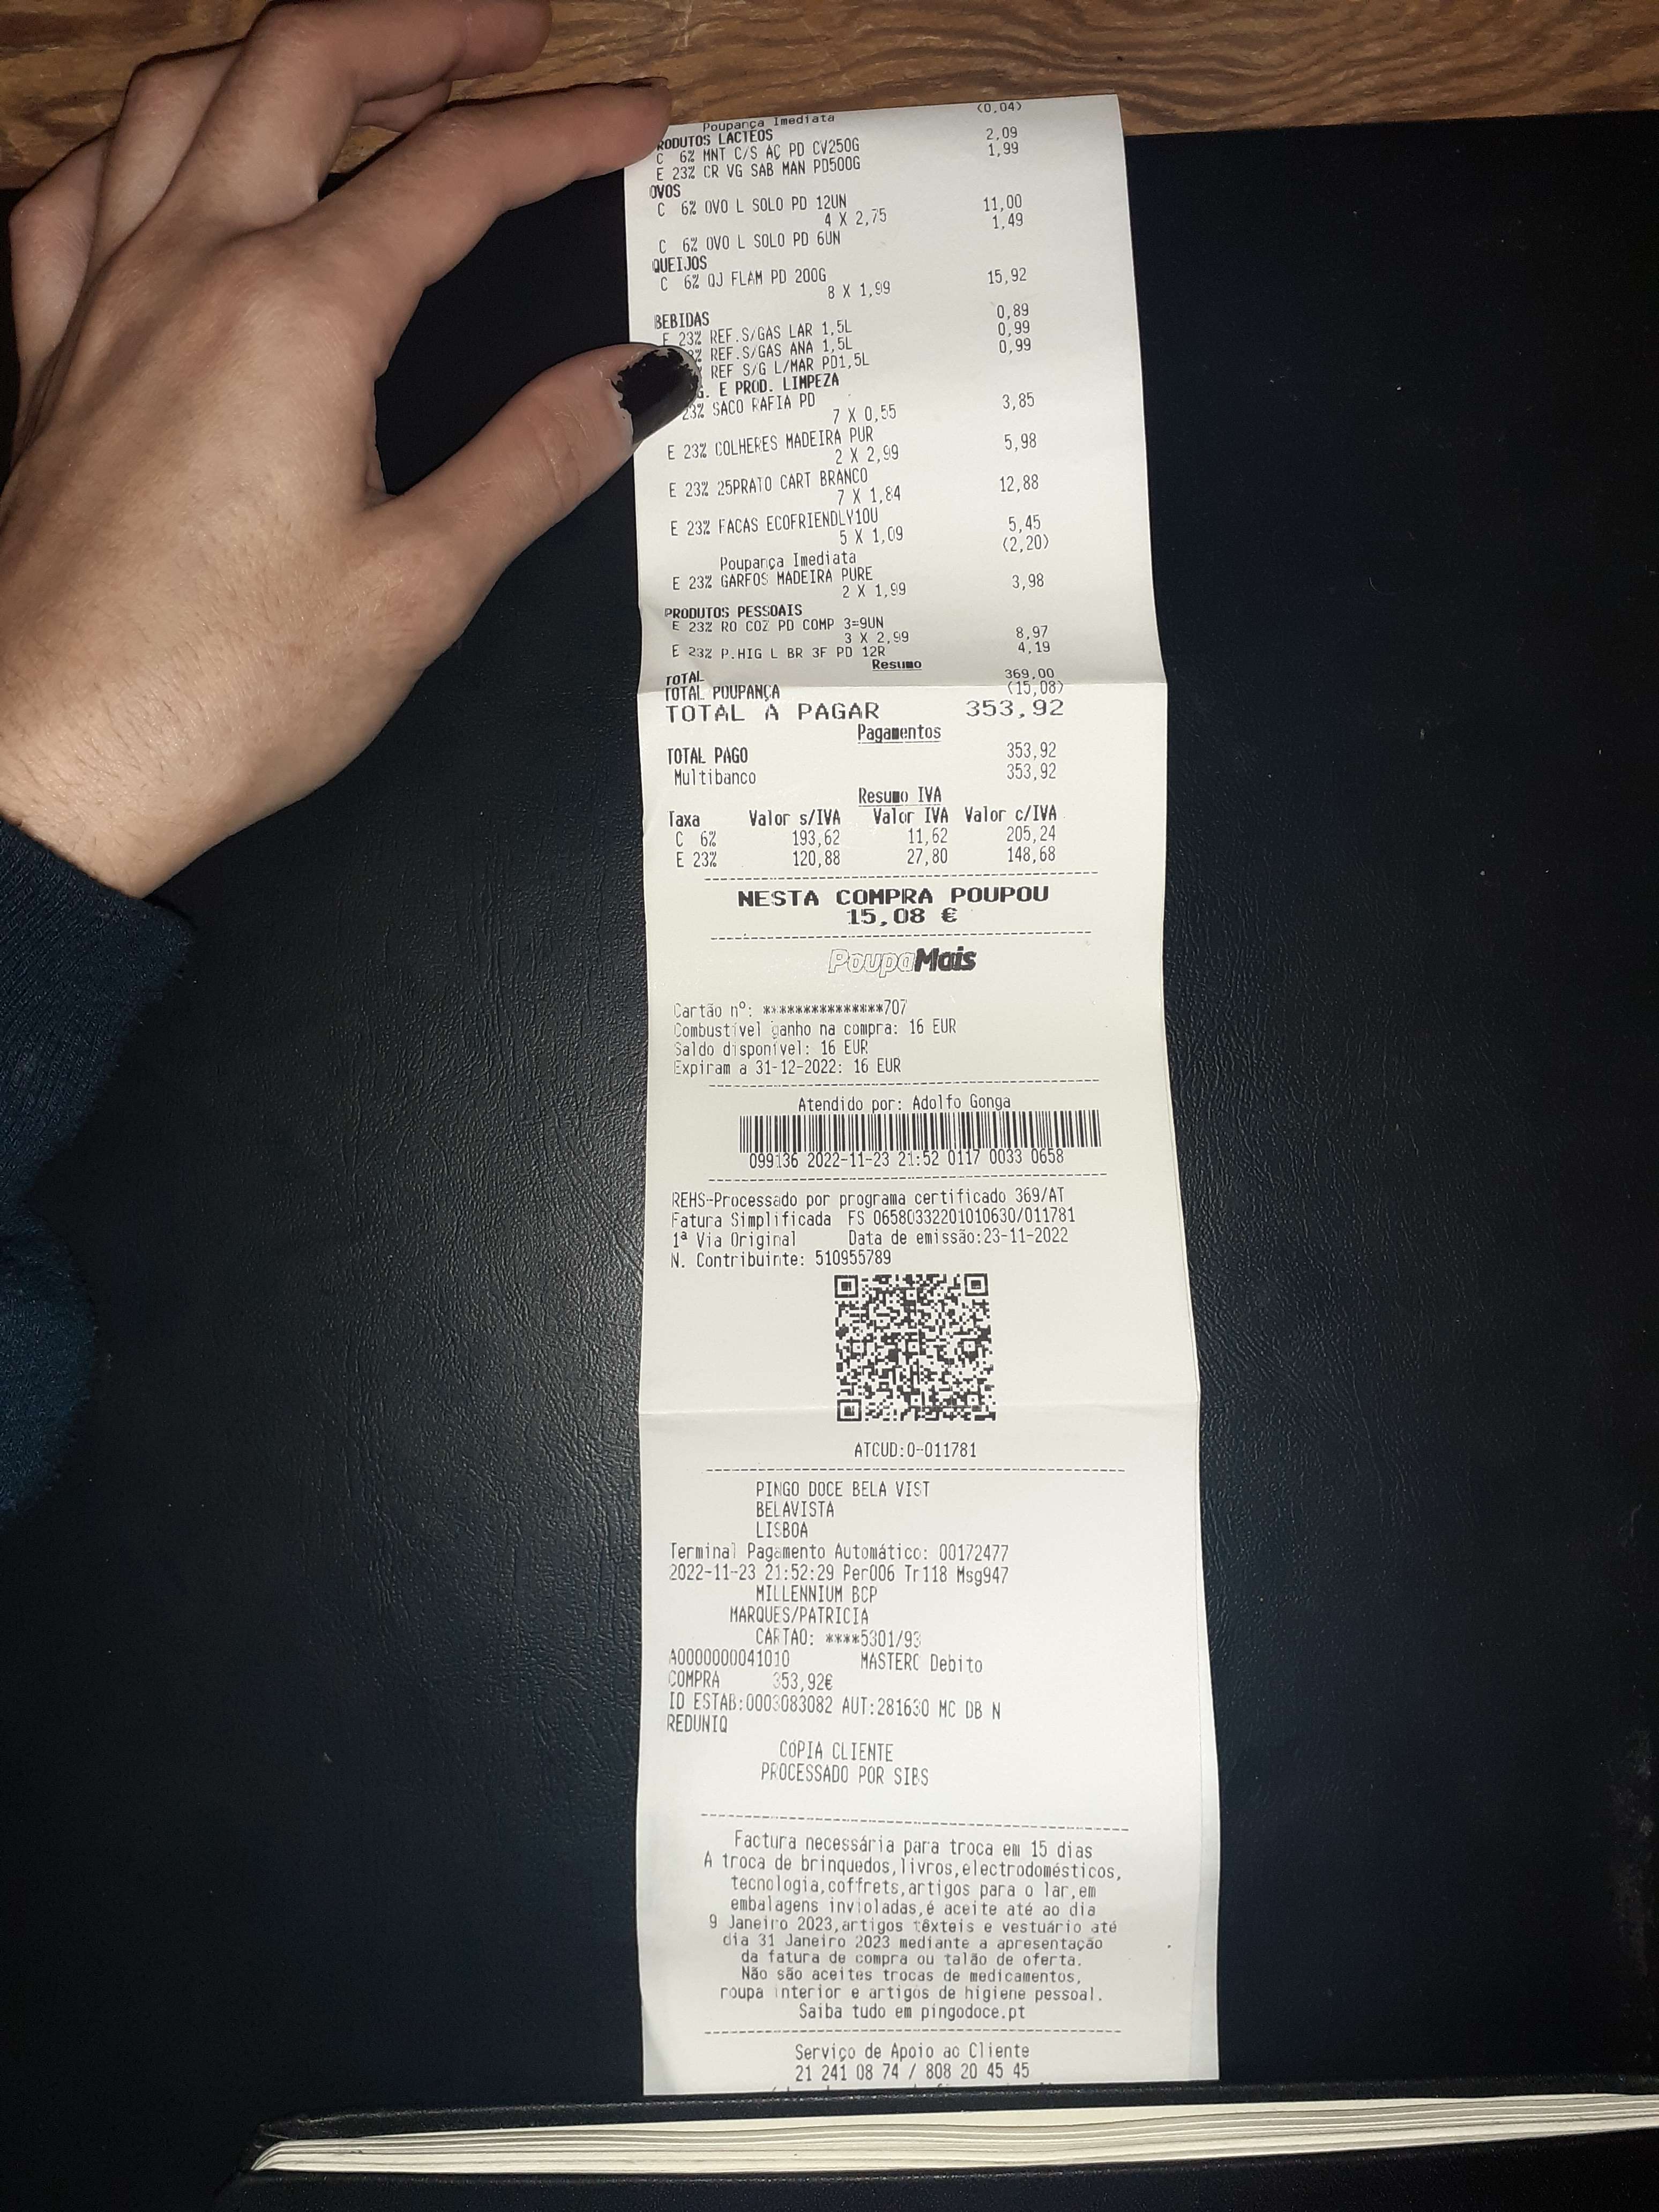 (0,04)
Poupança Imediata
RODUTOS LACTEOS
C 6% MNT C/S AÇ PD CV250G 2,09
E 23% CR VG SAB MAN PD500G 1,99
OVOS
C 6% OVO L SOLO PD 12UN
4 X 2,75 11,00
C 6% OVO L SOLO PD 6UN 1,49
QUEIJOS
C 6% QJ FLAM PD 200G
8 X 1,99 15,92
BEBIDAS
E 23% REF.S/GAS LAR 1,5L 0,89
REF.S/GAS ANA 1,5L 0,99
REF S/G L/MAR PD1,5L 0,99
G. E PROD. LIMPEZA
23% SACO RAFIA PD
7 X 0,55 3,85
E 23% COLHERES MADEIRA PUR
2 X 2,99 5,98
E 23% 25PRATO CART BRANCO
7 X 1,84 12,88
E 23% FACAS ECOFRIENDLY10U
5 X 1,09 5,45
Poupança Imediata (2,20)
E 23% GARFOS MADEIRA PURE
2 X 1,99 3,98
PRODUTOS PESSOAIS
E 23% RO COZ PD COMP 3=9UN
3 X 2,99 8,97
E 23% P.HIG L BR 3F PD 12R 4,19
Resumo
TOTAL 369,00
TOTAL POUPANÇA (15,08)
TOTAL A PAGAR 353,92
Pagamentos
TOTAL PAGO 353,92
Multibanco 353,92
Resumo IVA
Taxa Valor s/IVA Valor IVA Valor c/IVA
C 6% 193,62 11,62 205,24
E 23% 120,88 27,80 148,68
NESTA COMPRA POUPOU
15,08 €
PoupaMais
Cartão nº: ***************707
Combustível ganho na compra: 16 EUR
Saldo disponível: 16 EUR
Expiram a 31-12-2022: 16 EUR
Atendido por: Adolfo Gonga
099136 2022-11-23 21:52 0117 0033 0658
REHS-Processado por programa certificado 369/AT
Fatura Simplificada FS 06580332201010630/011781
1ª Via Original Data de emissão:23-11-2022
N. Contribuinte: 510955789
ATCUD:0-011781
PINGO DOCE BELA VIST
BELAVISTA
LISBOA
Terminal Pagamento Automático: 00172477
2022-11-23 21:52:29 Per006 Tr118 Msg947
MILLENNIUM BCP
MARQUES/PATRICIA
CARTAO: ****5301/93
A0000000041010 MASTERC Debito
COMPRA 353,92€
ID ESTAB:0003083082 AUT:281630 MC DB N
REDUNIQ
COPIA CLIENTE
PROCESSADO POR SIBS
Factura necessária para troca em 15 dias
A troca de brinquedos,livros,electrodomésticos,
tecnologia,coffrets,artigos para o lar,em
embalagens invioladas,é aceite até ao dia
9 Janeiro 2023,artigos têxteis e vestuário até
dia 31 Janeiro 2023 mediante a apresentação
da fatura de compra ou talão de oferta.
Não são aceites trocas de medicamentos,
roupa interior e artigos de higiene pessoal.
Saiba tudo em pingodoce.pt
Serviço de Apoio ao Cliente
21 241 08 74 / 808 20 45 45